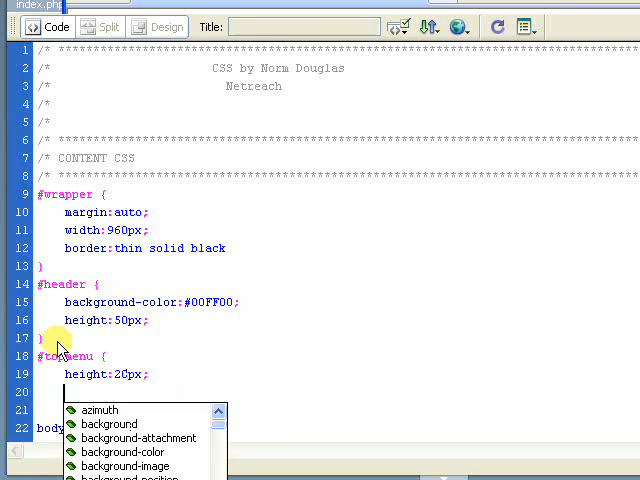 index.php
Code Split Design Title:
1 /* ******************************************************************************
2 /* CSS by Norm Douglas
3 /* Netreach
4 /*
5 /*
6 /* ******************************************************************************
7 /* CONTENT CSS
8 /* ******************************************************************************
9 #wrapper {
10 margin:auto;
11 width:960px;
12 border:thin solid black
13 }
14 #header {
15 background-color:#00FF00;
16 height:50px;
17 }
18 #topmenu {
19 height:20px;
20
21
22 body
azimuth
background
background-attachment
background-color
background-image
background-position